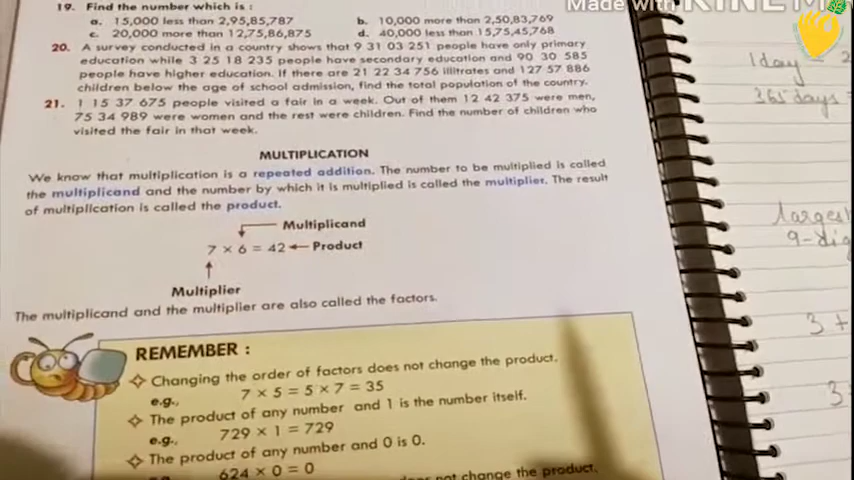 Made with KINEM
19. Find the number which is :
a. 15,000 less than 2,95,85,787 b. 10,000 more than 2,50,83,769
c. 20,000 more than 12,75,86,875 d. 40,000 less than 15,75,45,768
20. A survey conducted in a country shows that 9 31 03 251 people have only primary
education while 3 25 18 235 people have secondary education and 90 30 585
people have higher education. If there are 21 22 34 756 illitrates and 127 57 886
children below the age of school admission, find the total population of the country.
21. 1 15 37 675 people visited a fair in a week. Out of them 12 42 375 were men,
75 34 989 were women and the rest were children. Find the number of children who
visited the fair in that week.
MULTIPLICATION
We know that multiplication is a repeated addition. The number to be multiplied is called
the multiplicand and the number by which it is multiplied is called the multiplier. The result
of multiplication is called the product.
Multiplicand
7 × 6 = 42 ← Product
Multiplier
The multiplicand and the multiplier are also called the factors.
REMEMBER :
Changing the order of factors does not change the product.
e.g., 7 × 5 = 5 × 7 = 35
The product of any number and 1 is the number itself.
e.g., 729 × 1 = 729
The product of any number and 0 is 0.
624 × 0 = 0
not change the product.
1day = 2
365 days =
largest
9-dig
3 +
3